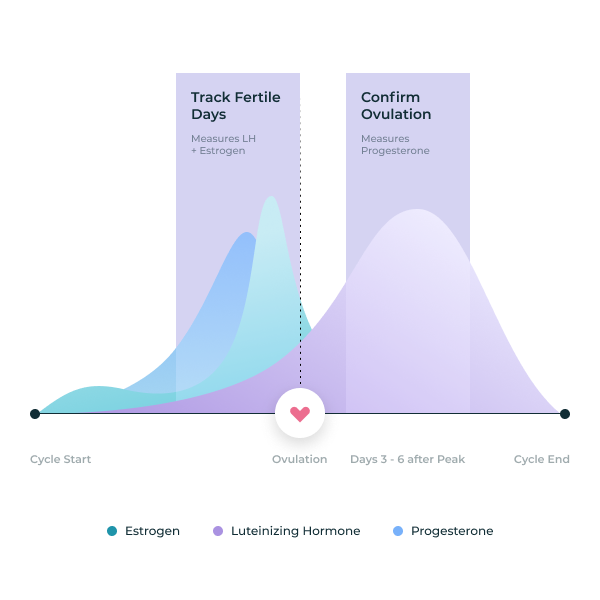 Track Fertile
Days
Measures LH
+ Estrogen
Confirm
Ovulation
Measures
Progesterone
Cycle Start
Ovulation
Days 3 - 6 after Peak
Cycle End
Estrogen
Luteinizing Hormone
Progesterone